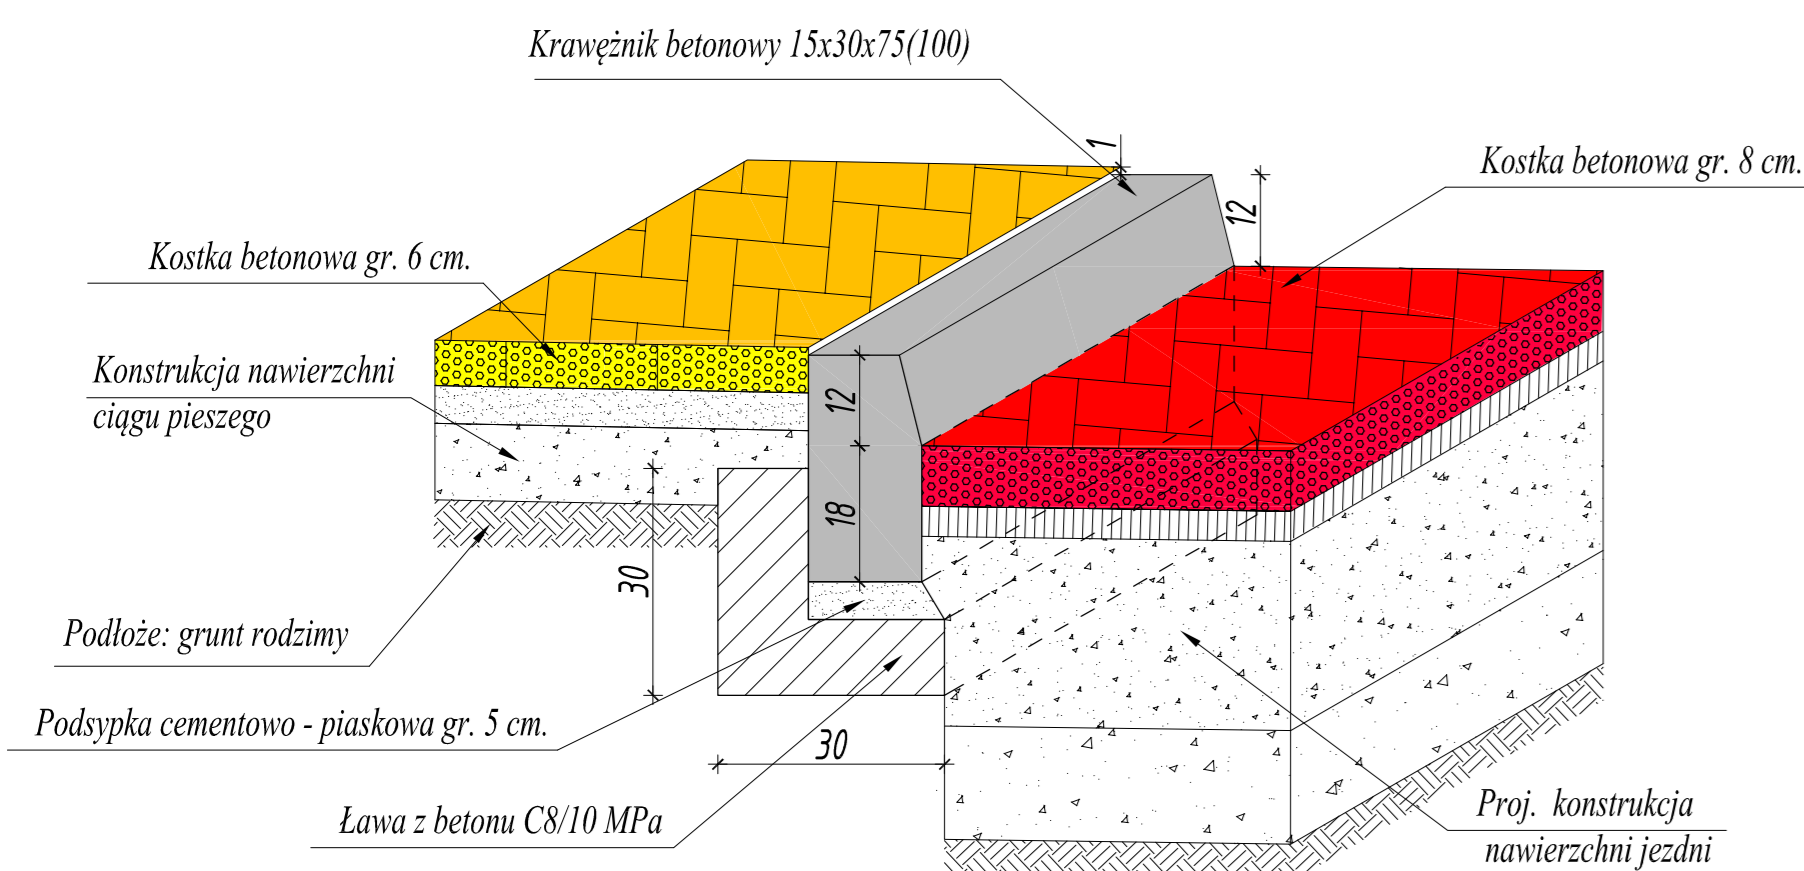 Krawężnik betonowy 15x30x75(100)
1
Kostka betonowa gr. 8 cm.
12
Kostka betonowa gr. 6 cm.
Konstrukcja nawierzchni
ciągu pieszego
12
18
30
Podłoże: grunt rodzimy
Podsypka cementowo - piaskowa gr. 5 cm.
30
Ława z betonu C8/10 MPa
Proj. konstrukcja
nawierzchni jezdni